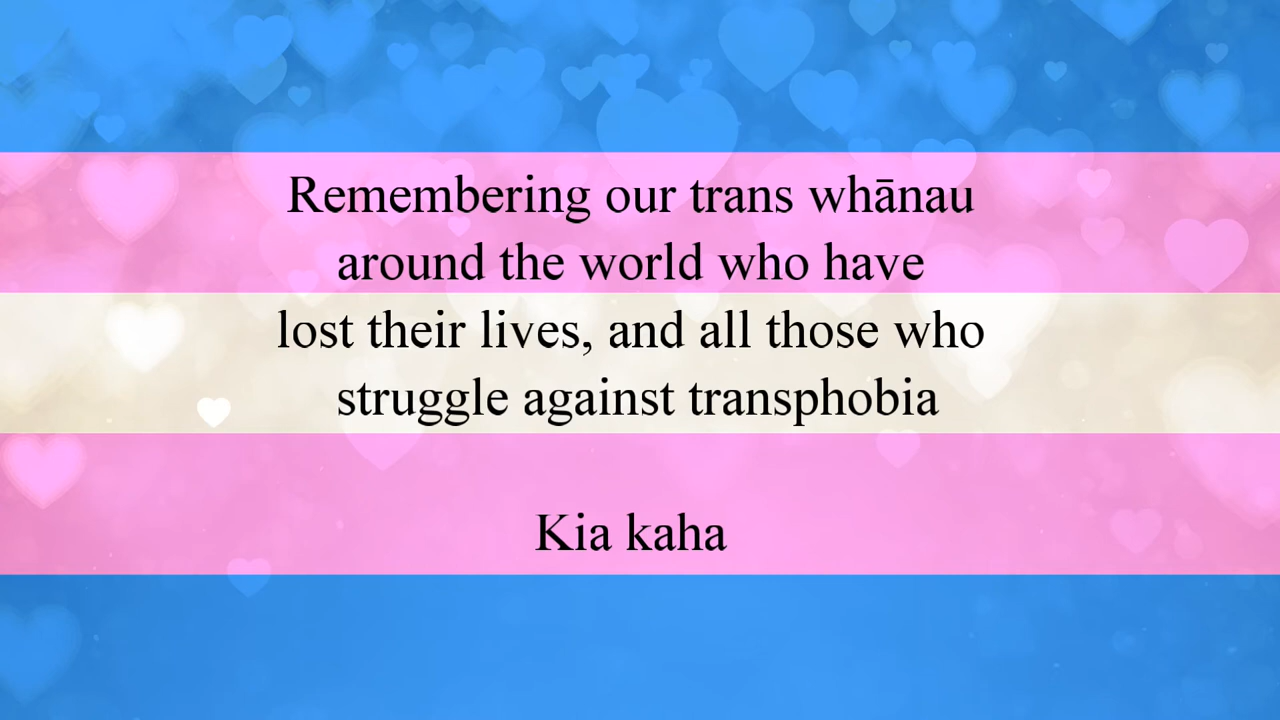 Remembering our trans whānau
around the world who have
lost their lives, and all those who
struggle against transphobia
Kia kaha